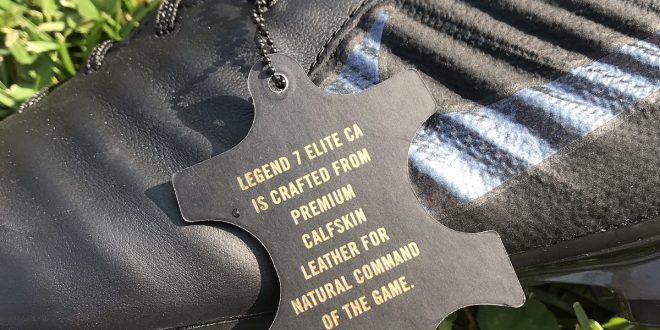 LEGEND 7 ELITE CA
IS CRAFTED FROM
PREMIUM
CALFSKIN
LEATHER FOR
NATURAL COMMAND
OF THE GAME.